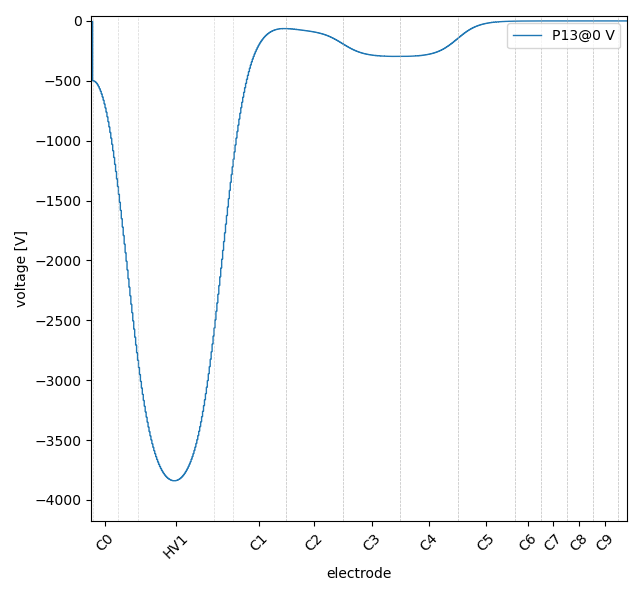 P13@0 V
0
−500
−1000
−1500
−2000
−2500
−3000
−3500
−4000
voltage [V]
C0
HV1
C1
C2
C3
C4
C5
C6
C7
C8
C9
electrode